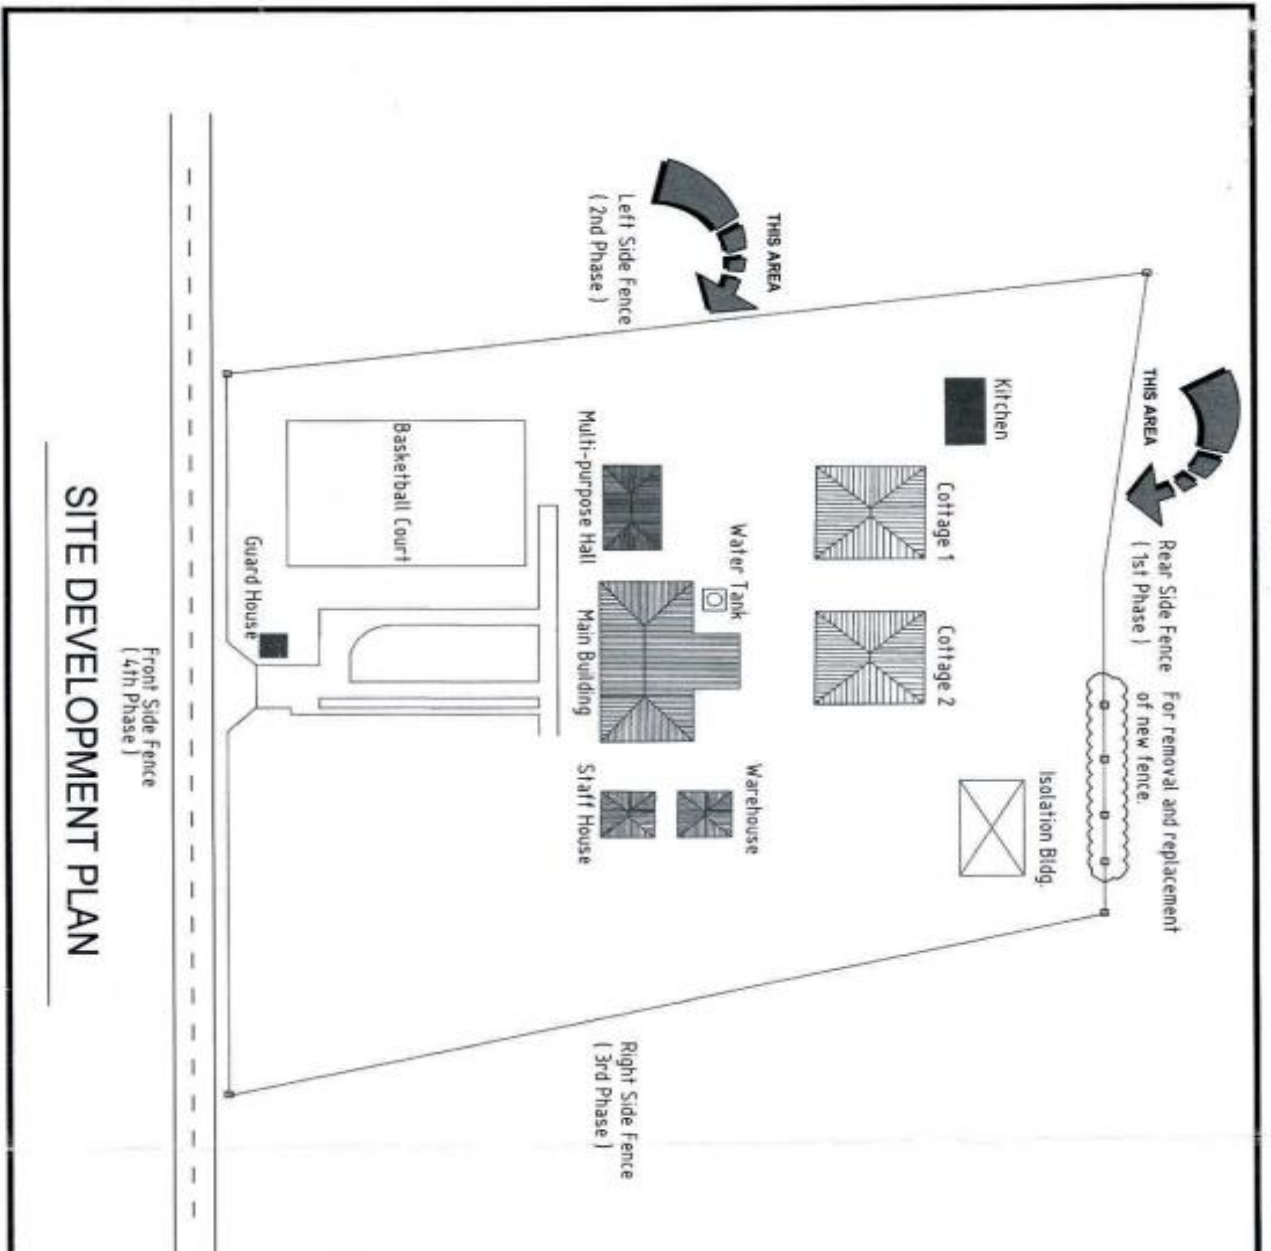 THIS AREA
Rear Side Fence
( 1st Phase )
For removal and replacement
of new fence.
Kitchen
Cottage 1
Cottage 2
Isolation Bldg.
THIS AREA
Left Side Fence
( 2nd Phase )
Water Tank
Warehouse
Multi-purpose Hall
Main Building
Staff House
Right Side Fence
( 3rd Phase )
Basketball Court
Guard House
Front Side Fence
( 4th Phase )
SITE DEVELOPMENT PLAN